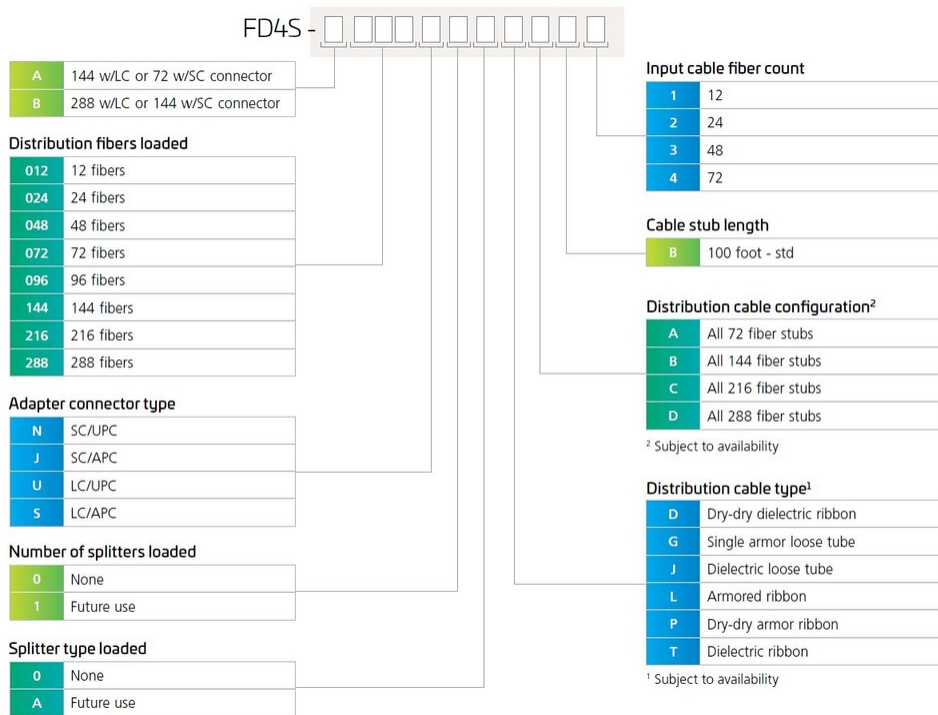 FD4S -
A 144 w/LC or 72 w/SC connector
B 288 w/LC or 144 w/SC connector
Distribution fibers loaded
012 12 fibers
024 24 fibers
048 48 fibers
072 72 fibers
096 96 fibers
144 144 fibers
216 216 fibers
288 288 fibers
Adapter connector type
N SC/UPC
J SC/APC
U LC/UPC
S LC/APC
Number of splitters loaded
0 None
1 Future use
Splitter type loaded
0 None
A Future use
Input cable fiber count
1 12
2 24
3 48
4 72
Cable stub length
B 100 foot - std
Distribution cable configuration²
A All 72 fiber stubs
B All 144 fiber stubs
C All 216 fiber stubs
D All 288 fiber stubs
² Subject to availability
Distribution cable type¹
D Dry-dry dielectric ribbon
G Single armor loose tube
J Dielectric loose tube
L Armored ribbon
P Dry-dry armor ribbon
T Dielectric ribbon
¹ Subject to availability